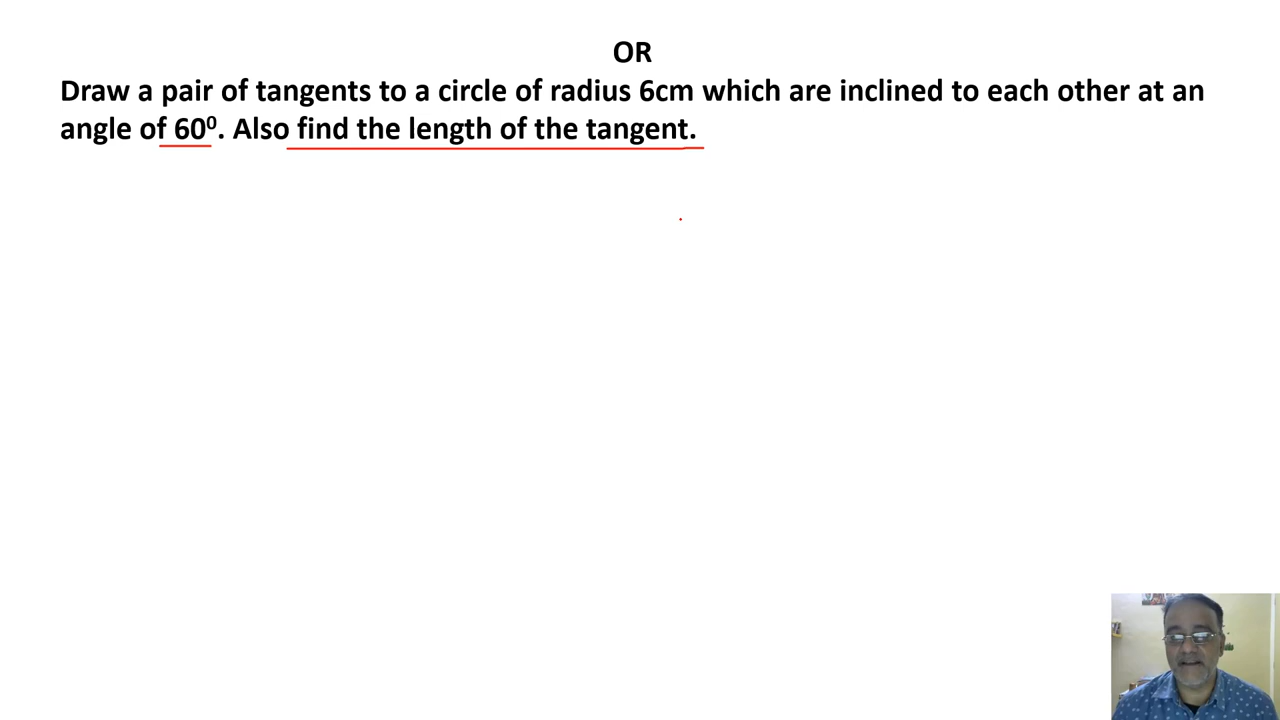 OR
Draw a pair of tangents to a circle of radius 6cm which are inclined to each other at an
angle of 60⁰. Also find the length of the tangent.